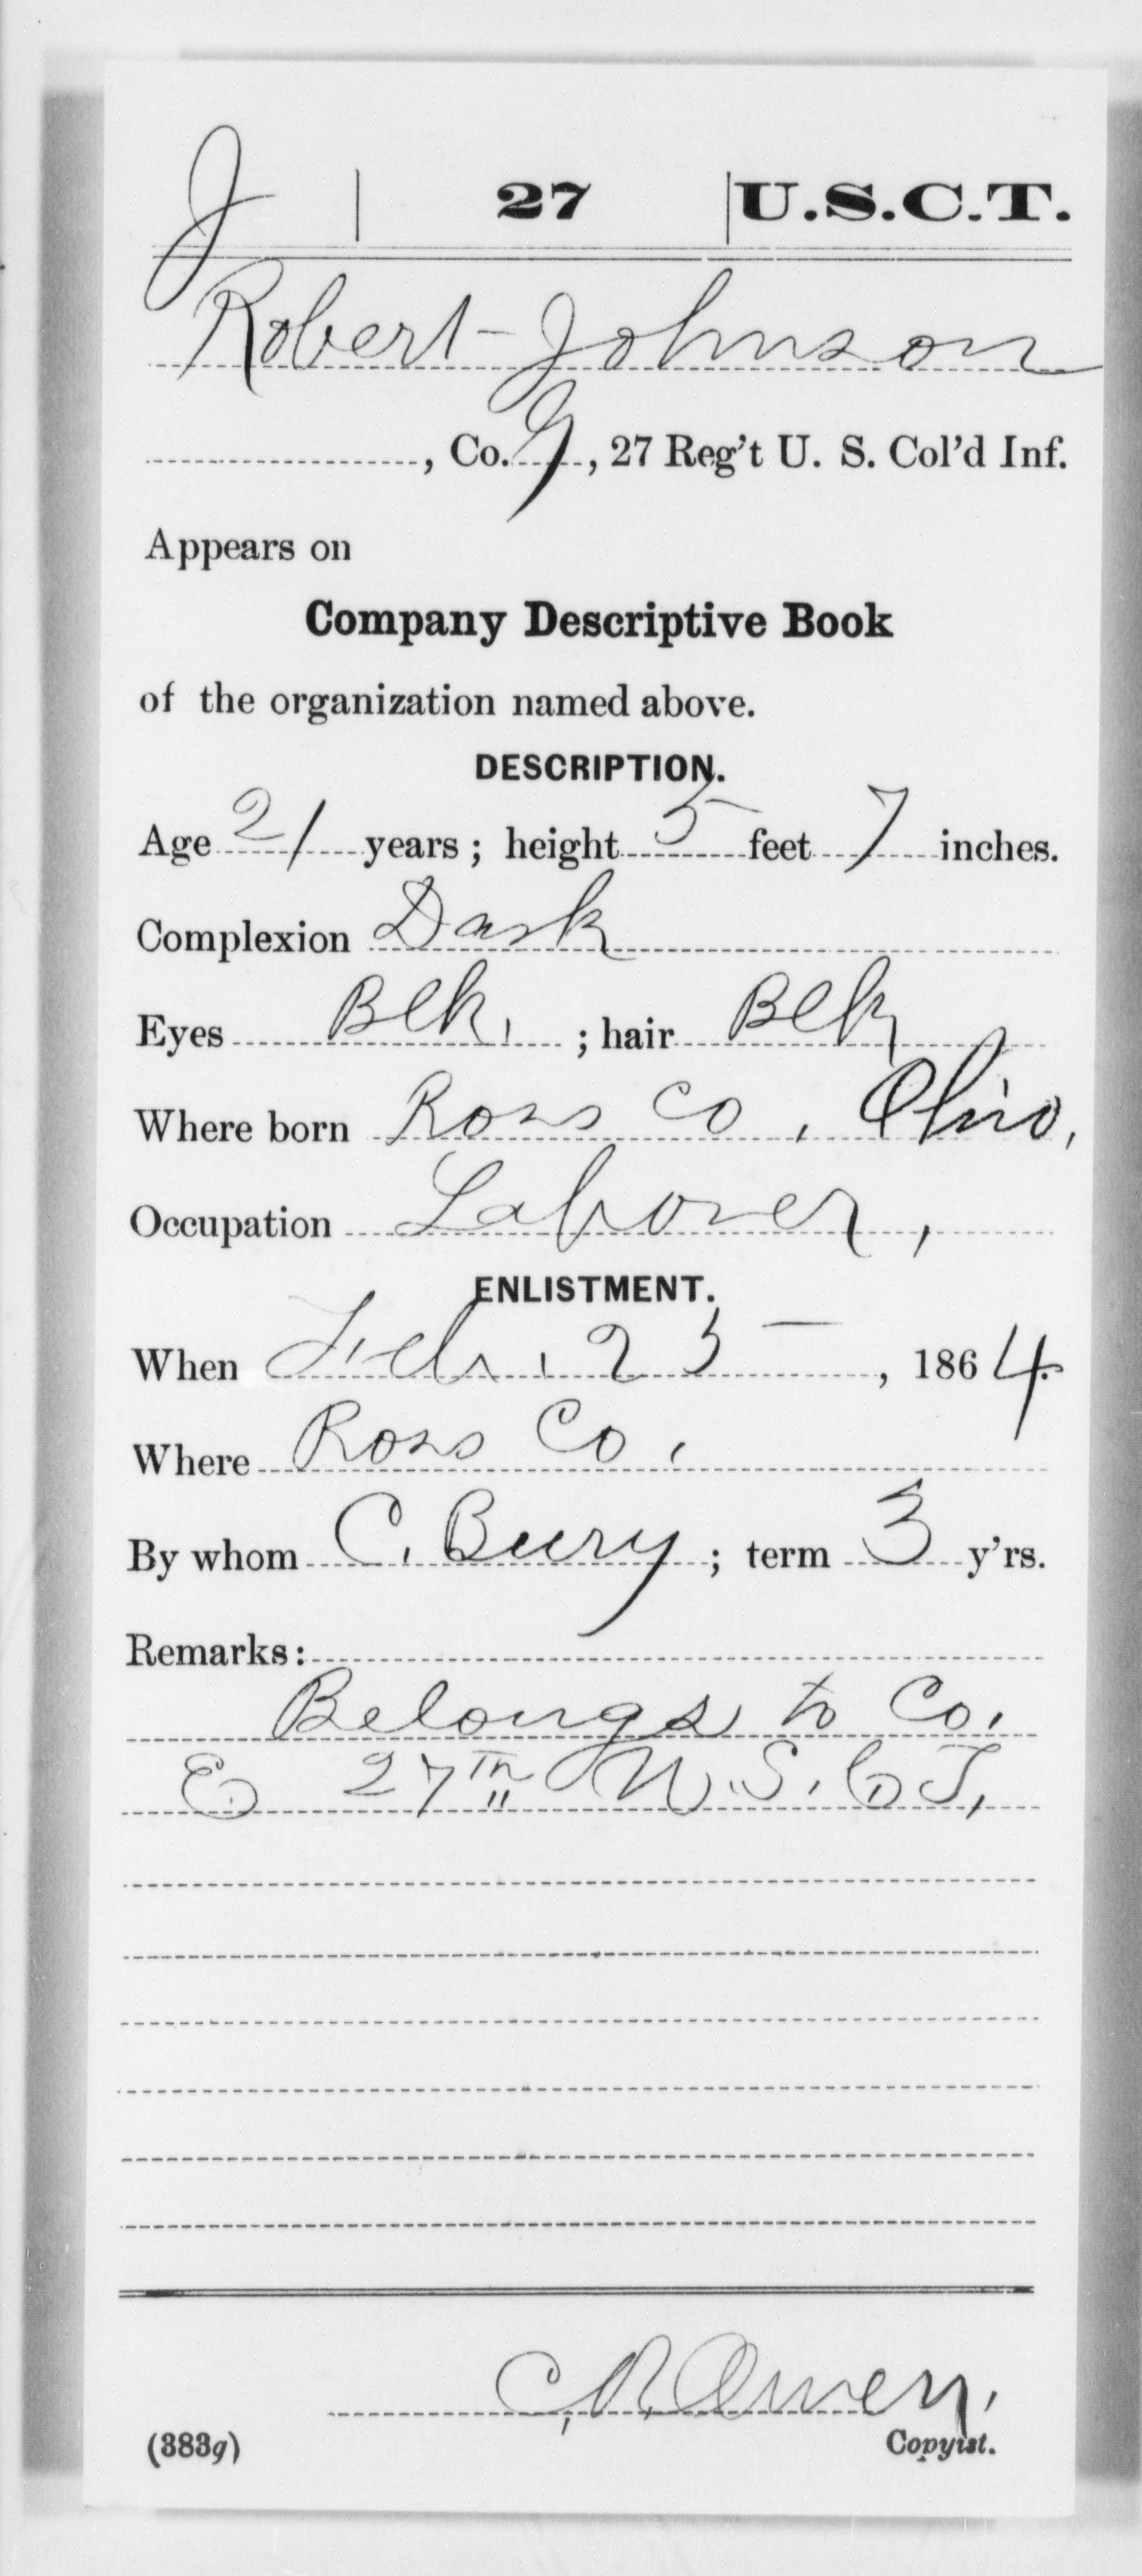 J | 27 | U.S.C.T.
Robert Johnson
, Co. G, 27 Reg't U. S. Col'd Inf.
Appears on
Company Descriptive Book
of the organization named above.
DESCRIPTION.
Age 21 years; height 5 feet 7 inches.
Complexion Dark
Eyes Blk. ; hair Blk
Where born Ross Co, Ohio,
Occupation Laborer,
ENLISTMENT.
When Feb. 25, 1864.
Where Ross Co.
By whom C. Bury; term 3 y'rs.
Remarks:
Belongs to Co.
E 27th U.S.C.T.
C. R. Owen.
(383g) Copyist.